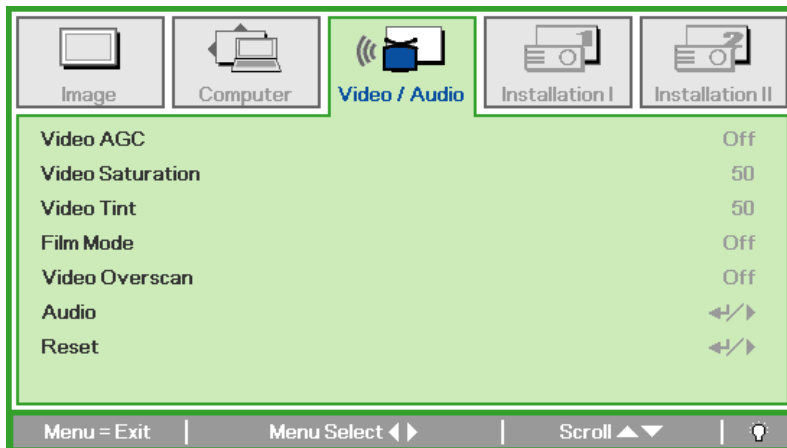 Image
Computer
Video / Audio
Installation I
Installation II
Video AGC Off
Video Saturation 50
Video Tint 50
Film Mode Off
Video Overscan Off
Audio
Reset
Menu = Exit Menu Select Scroll